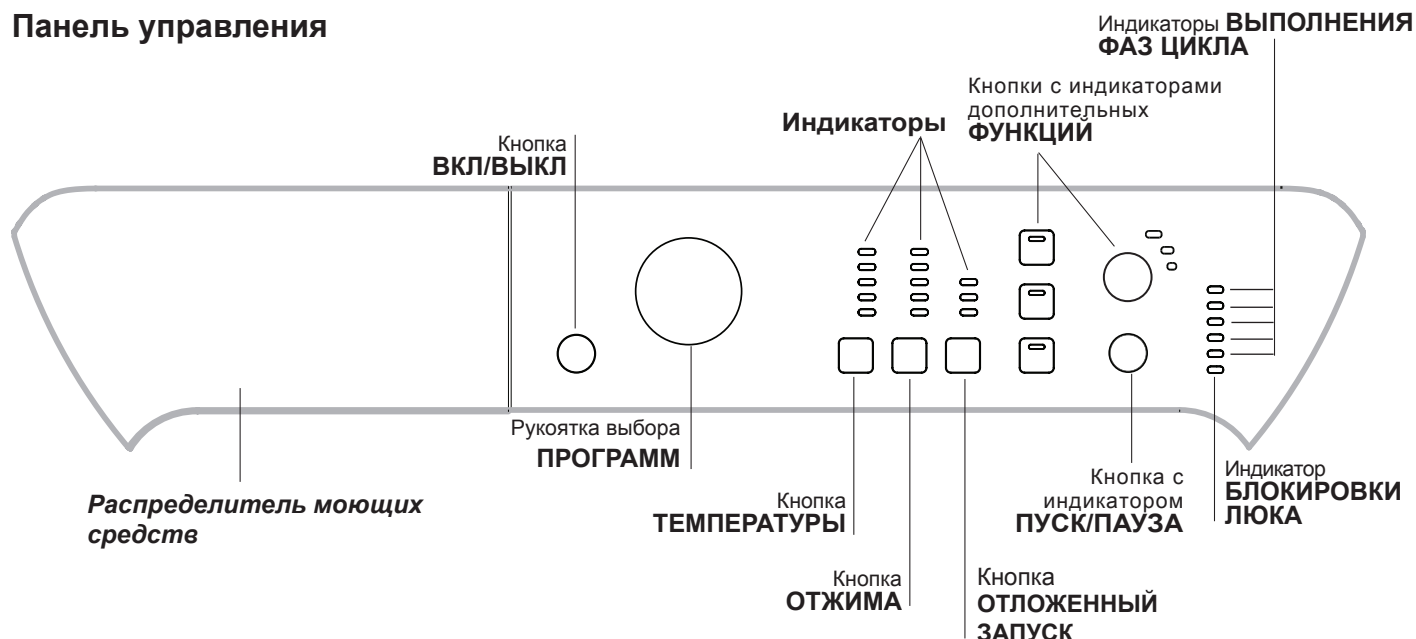 Панель управления
Индикаторы ВЫПОЛНЕНИЯ
ФАЗ ЦИКЛА
Кнопки с индикаторами
дополнительных
ФУНКЦИЙ
Индикаторы
Кнопка
ВКЛ/ВЫКЛ
Рукоятка выбора
ПРОГРАММ
Распределитель моющих
средств
Кнопка
ТЕМПЕРАТУРЫ
Кнопка с
индикатором
ПУСК/ПАУЗА
Индикатор
БЛОКИРОВКИ
ЛЮКА
Кнопка
ОТЖИМА
Кнопка
ОТЛОЖЕННЫЙ
ЗАПУСК